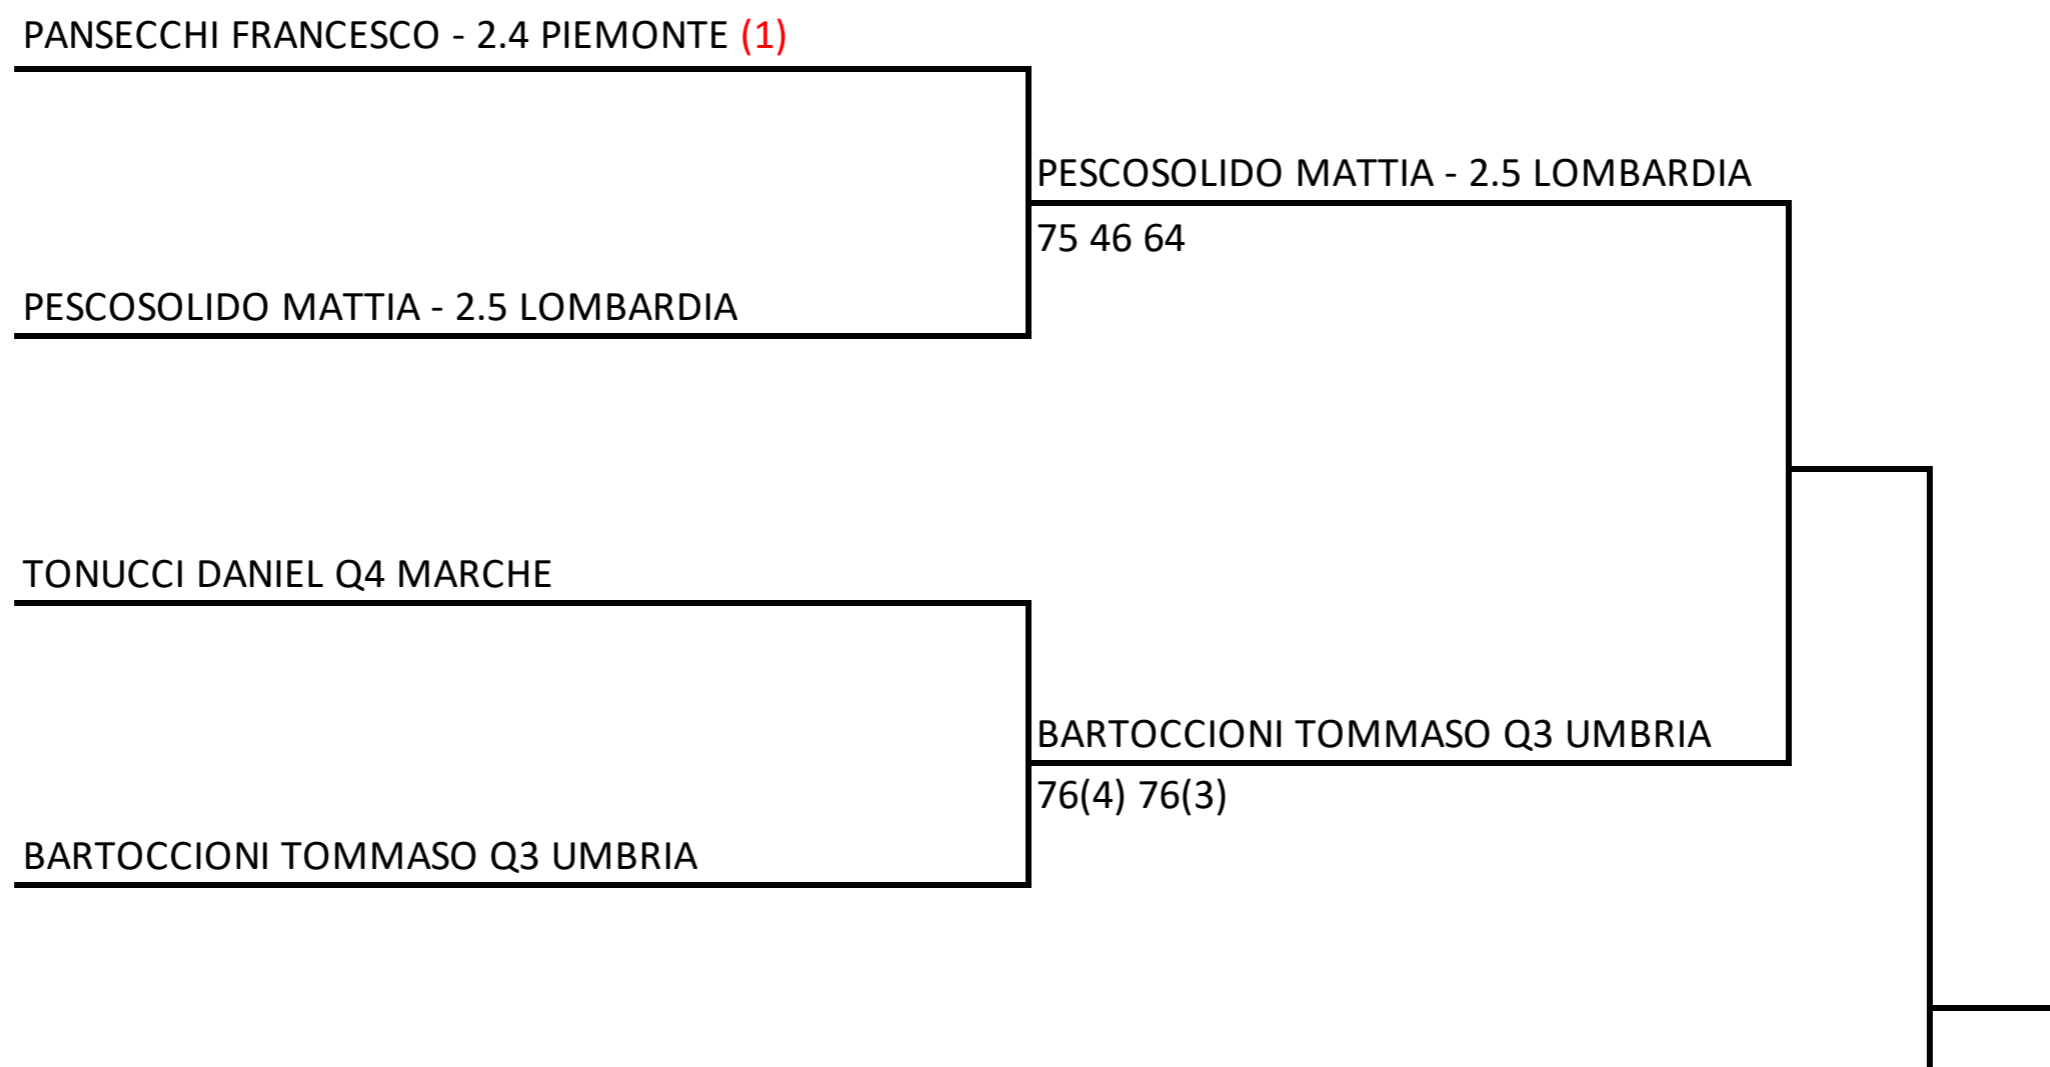 PANSECCHI FRANCESCO - 2.4 PIEMONTE (1)
PESCOSOLIDO MATTIA - 2.5 LOMBARDIA
75 46 64
PESCOSOLIDO MATTIA - 2.5 LOMBARDIA
TONUCCI DANIEL Q4 MARCHE
BARTOCCIONI TOMMASO Q3 UMBRIA
76(4) 76(3)
BARTOCCIONI TOMMASO Q3 UMBRIA